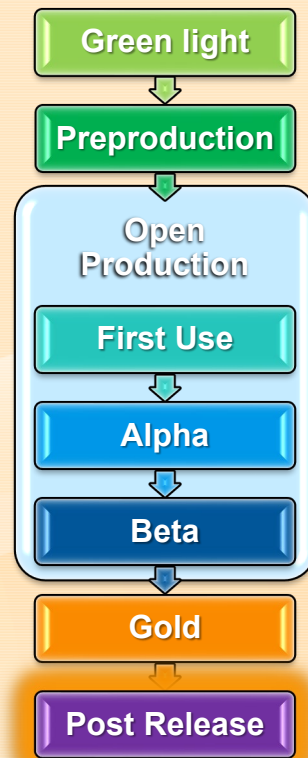 Green light
Preproduction
Open
Production
First Use
Alpha
Beta
Gold
Post Release